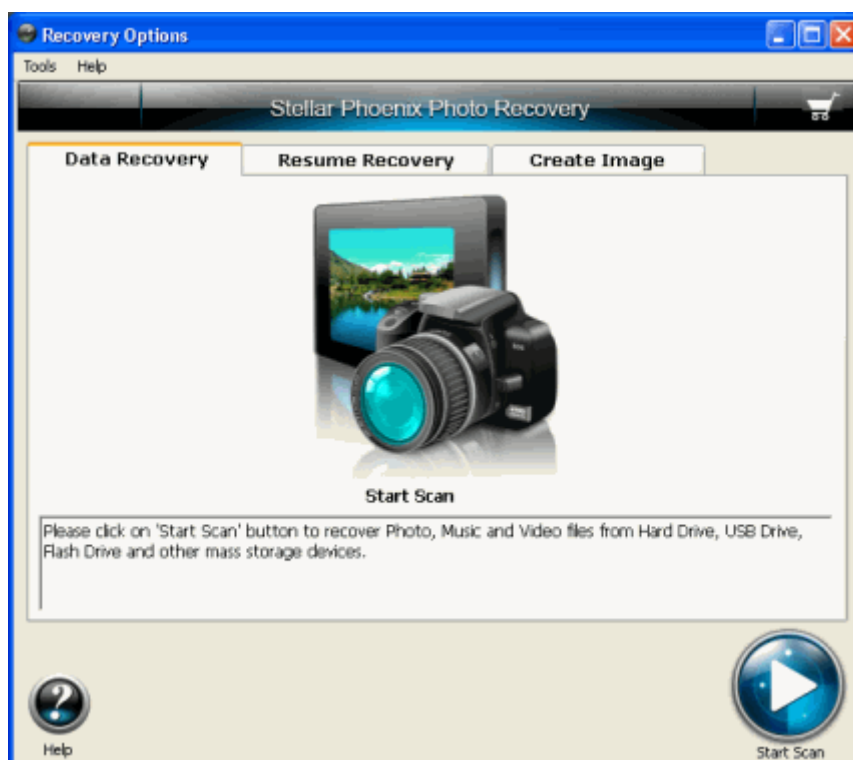 Recovery Options
Tools Help
Stellar Phoenix Photo Recovery
Data Recovery Resume Recovery Create Image
Start Scan
Please click on 'Start Scan' button to recover Photo, Music and Video files from Hard Drive, USB Drive,
Flash Drive and other mass storage devices.
Help
Start Scan